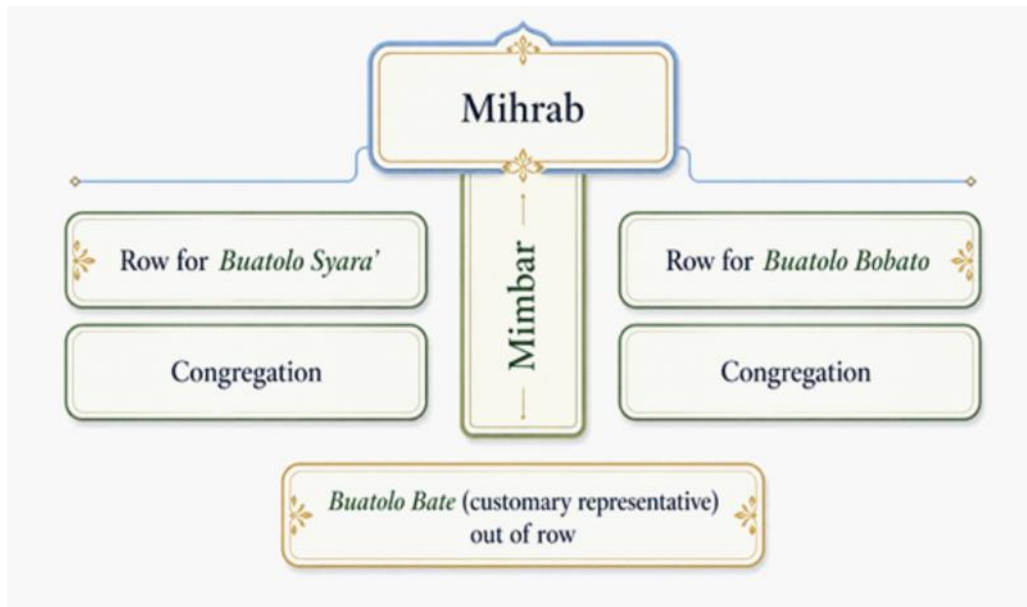 Mihrab
Row for Buatolo Syara’
Mimbar
Row for Buatolo Bobato
Congregation
Congregation
Buatolo Bate (customary representative)
out of row